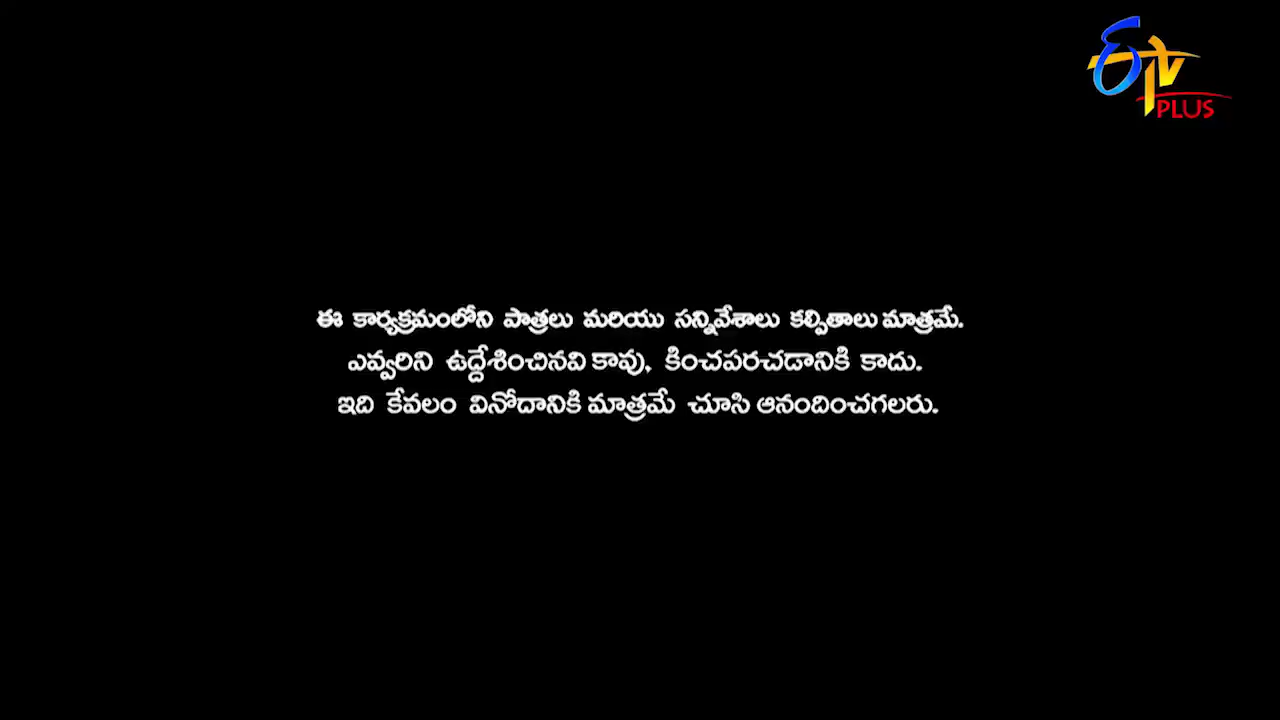 ETV
PLUS
ఈ కార్యక్రమంలోని పాత్రలు మరియు సన్నివేశాలు కల్పితాలు మాత్రమే.
ఎవ్వరిని ఉద్దేశించినవి కావు, కించపరచడానికి కాదు.
ఇది కేవలం వినోదానికి మాత్రమే చూసి ఆనందించగలరు.